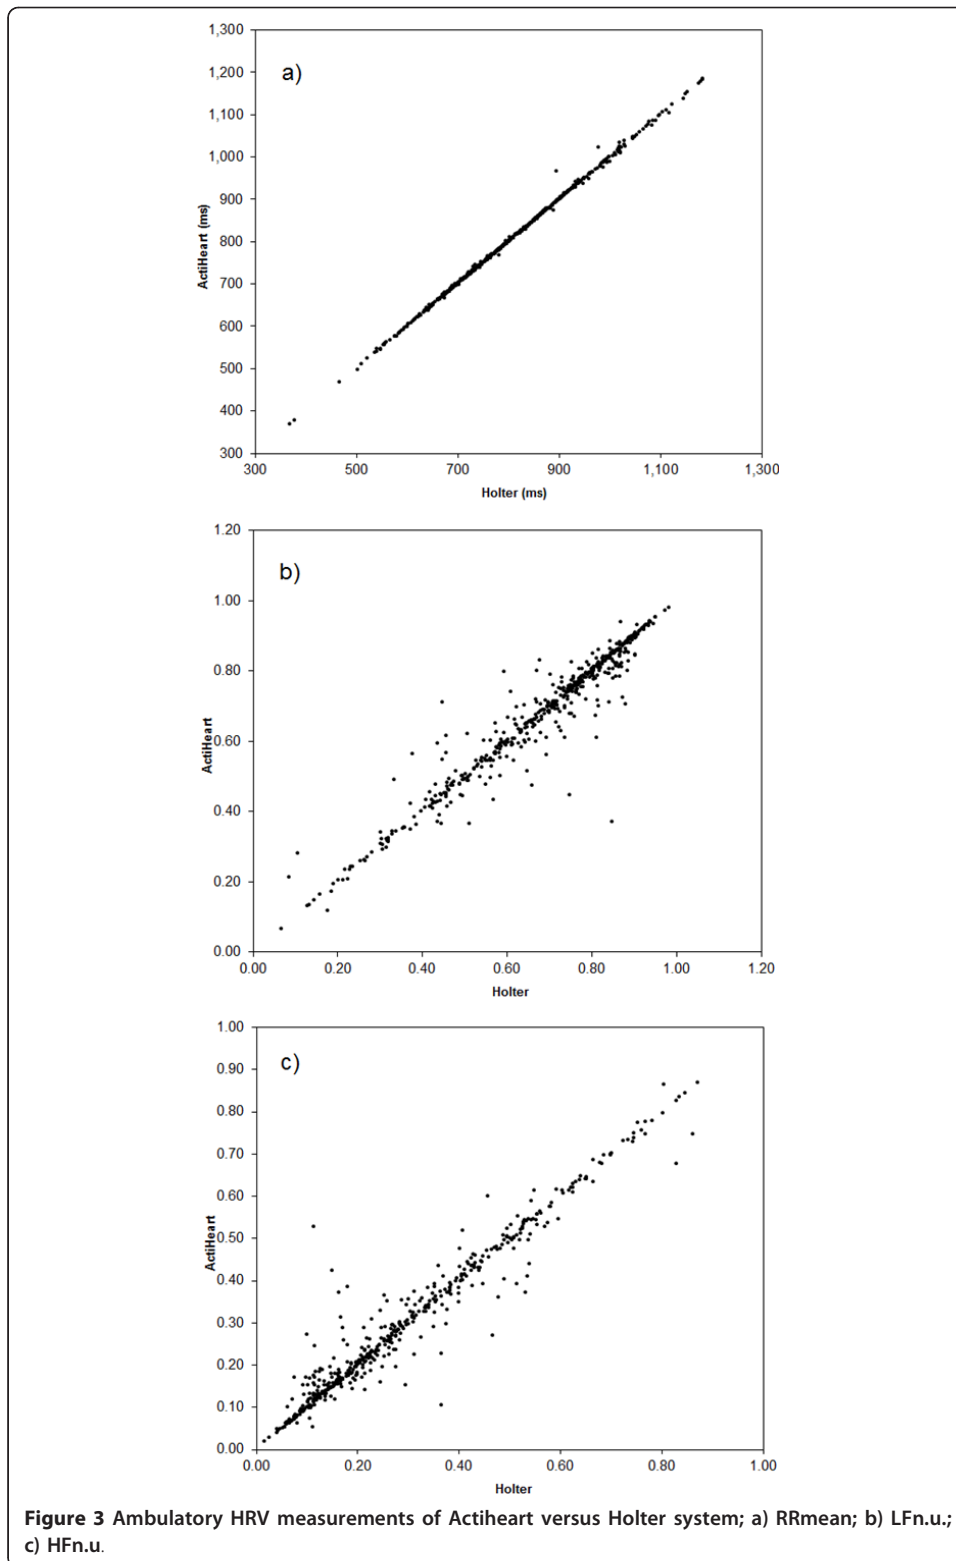 1,300
a)
1,200
1,100
1,000
900
800
700
600
500
400
300
ActiHeart (ms)
300 500 700 900 1,100 1,300
Holter (ms)
1.20
b)
1.00
0.80
0.60
0.40
0.20
0.00
ActiHeart
0.00 0.20 0.40 0.60 0.80 1.00 1.20
Holter
1.00
c)
0.90
0.80
0.70
0.60
0.50
0.40
0.30
0.20
0.10
0.00
ActiHeart
0.00 0.20 0.40 0.60 0.80 1.00
Holter
Figure 3 Ambulatory HRV measurements of Actiheart versus Holter system; a) RRmean; b) LFn.u.;
c) HFn.u.